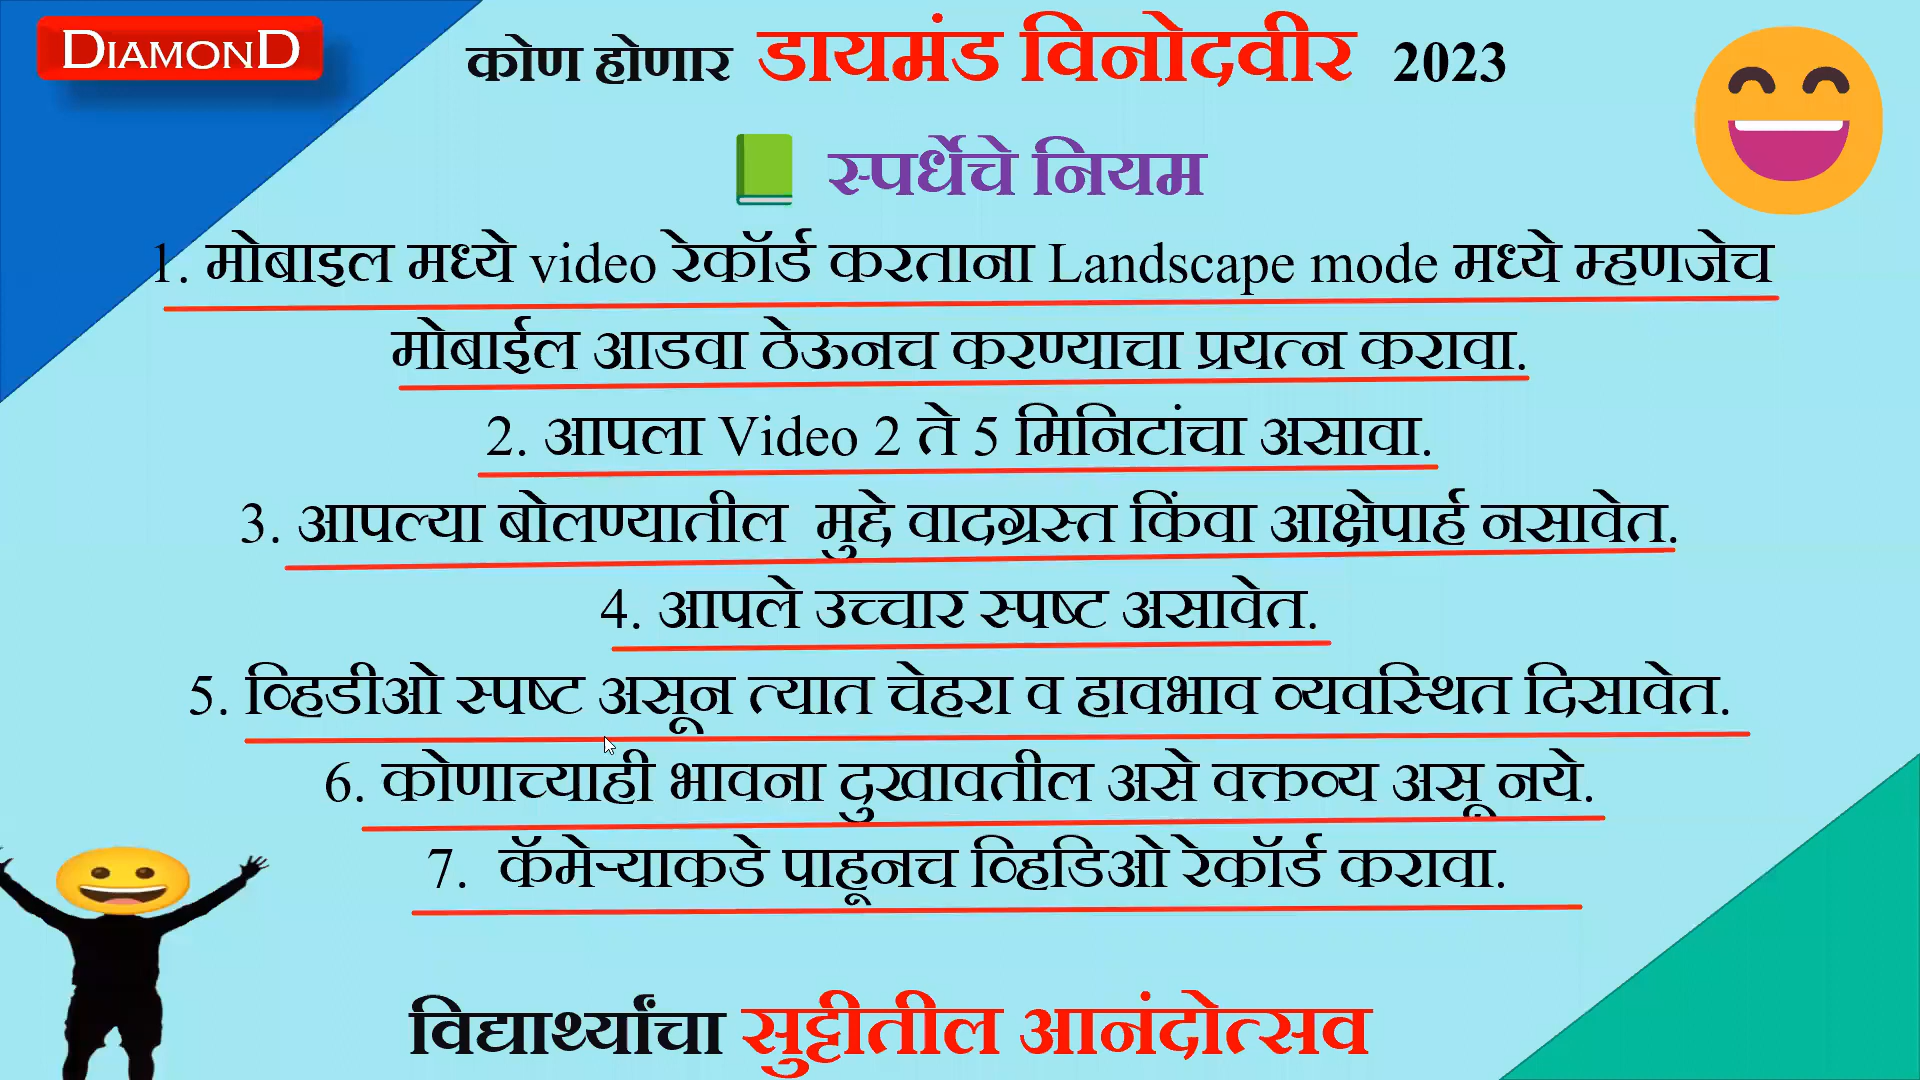 DIAMOND
कोण होणार डायमंड विनोदवीर 2023
स्पर्धेचे नियम
1. मोबाइल मध्ये video रेकॉर्ड करताना Landscape mode मध्ये म्हणजेच
मोबाईल आडवा ठेऊनच करण्याचा प्रयत्न करावा.
2. आपला Video 2 ते 5 मिनिटांचा असावा.
3. आपल्या बोलण्यातील मुद्दे वादग्रस्त किंवा आक्षेपार्ह नसावेत.
4. आपले उच्चार स्पष्ट असावेत.
5. व्हिडीओ स्पष्ट असून त्यात चेहरा व हावभाव व्यवस्थित दिसावेत.
6. कोणाच्याही भावना दुखावतील असे वक्तव्य असू नये.
7. कॅमेऱ्याकडे पाहूनच व्हिडिओ रेकॉर्ड करावा.
विद्यार्थ्यांचा सुट्टीतील आनंदोत्सव